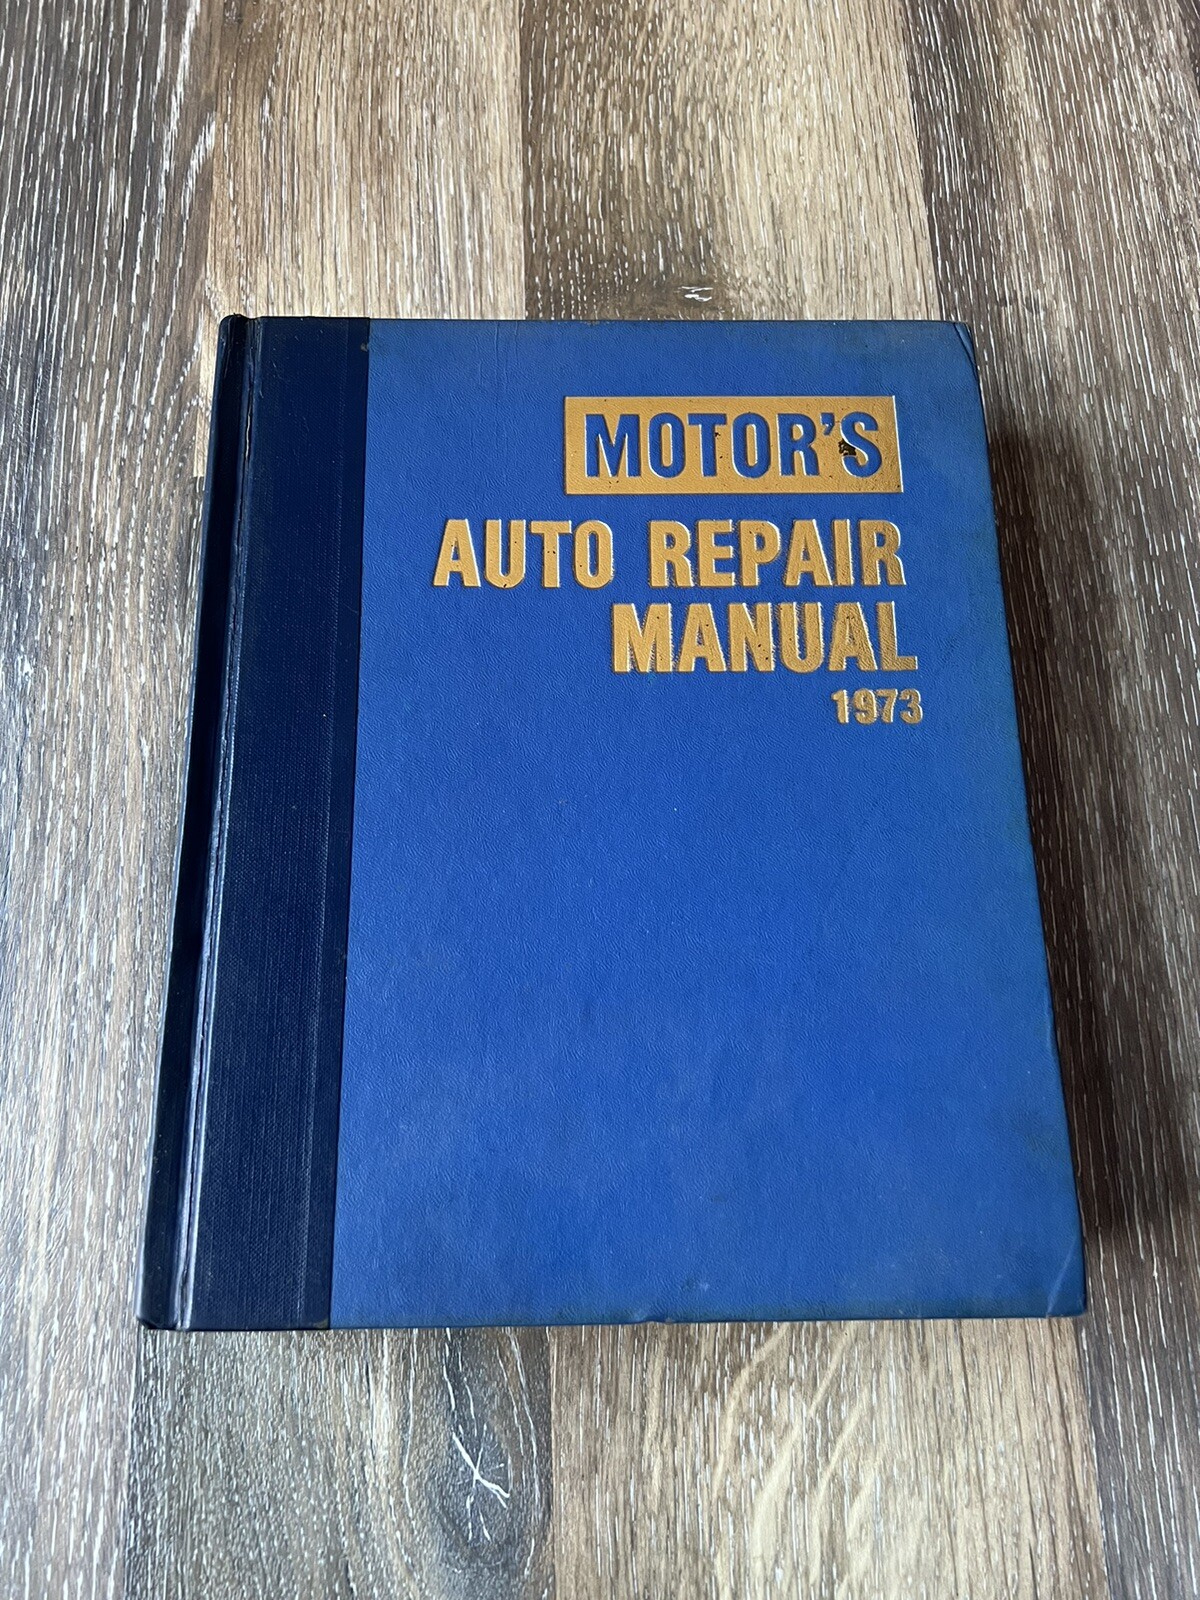 MOTOR'S
AUTO REPAIR
MANUAL
1973